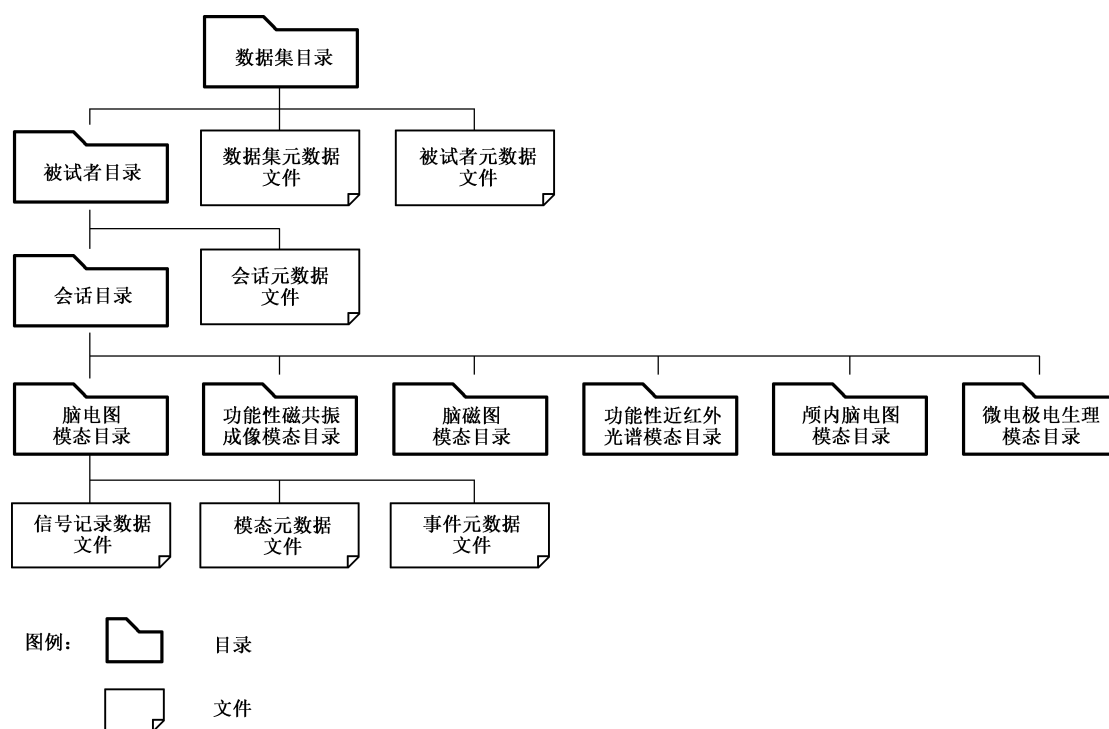 数据集目录
被试者目录
数据集元数据
文件
被试者元数据
文件
会话目录
会话元数据
文件
脑电图
模态目录
功能性磁共振
成像模态目录
脑磁图
模态目录
功能性近红外
光谱模态目录
颅内脑电图
模态目录
微电极电生理
模态目录
信号记录数据
文件
模态元数据
文件
事件元数据
文件
图例：
目录
文件